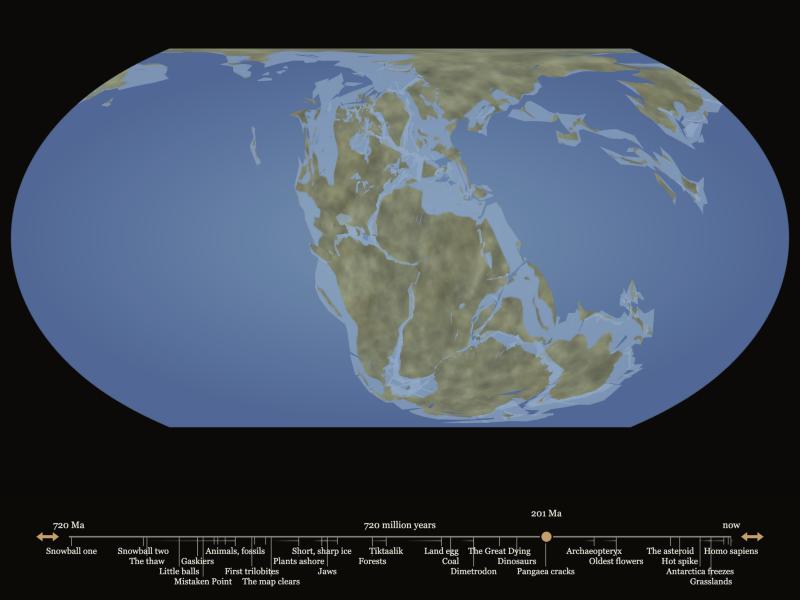 201 Ma
720 Ma 720 million years now
Snowball one Snowball two Animals, fossils Short, sharp ice Tiktaalik Land egg The Great Dying Archaeopteryx The asteroid Homo sapiens
The thaw Gaskiers Plants ashore Forests Coal Dinosaurs Oldest flowers Hot spike
Little balls First trilobites Jaws Dimetrodon Pangaea cracks Antarctica freezes
Mistaken Point The map clears Grasslands